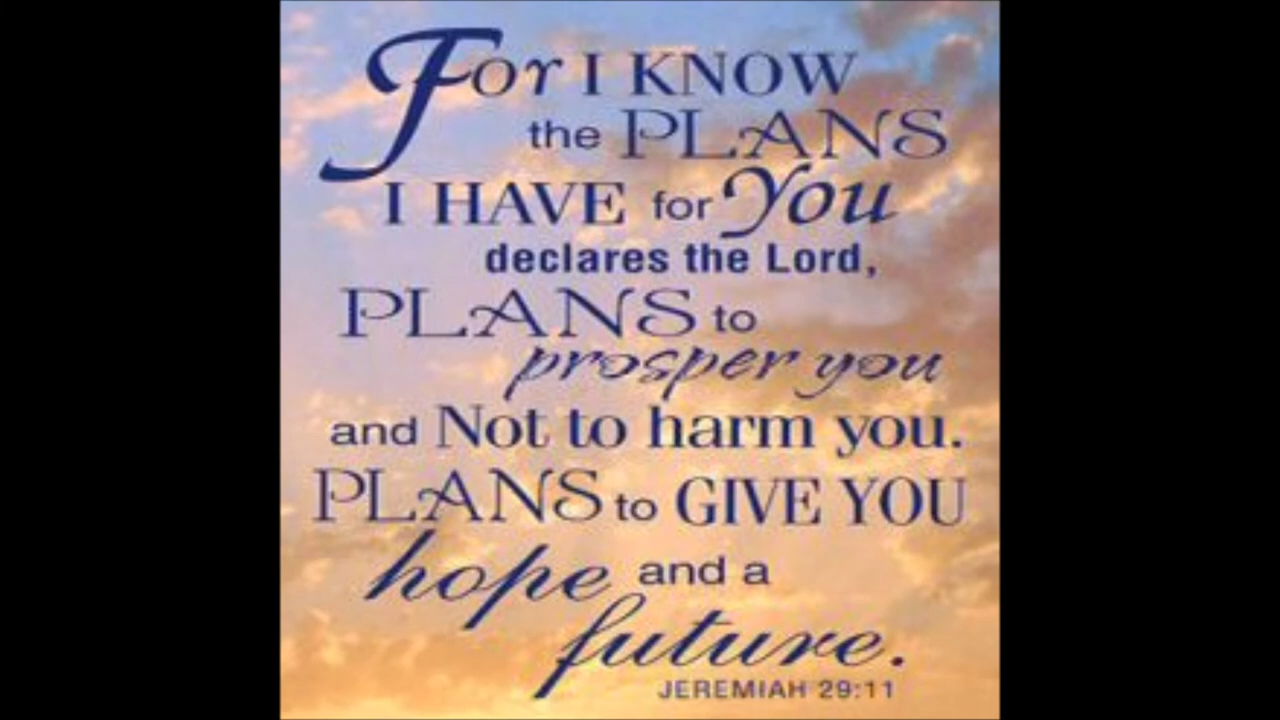 For I KNOW
the PLANS
I HAVE for You
declares the Lord,
PLANS to
prosper you
and Not to harm you.
PLANS to GIVE YOU
hope and a
future.
JEREMIAH 29:11